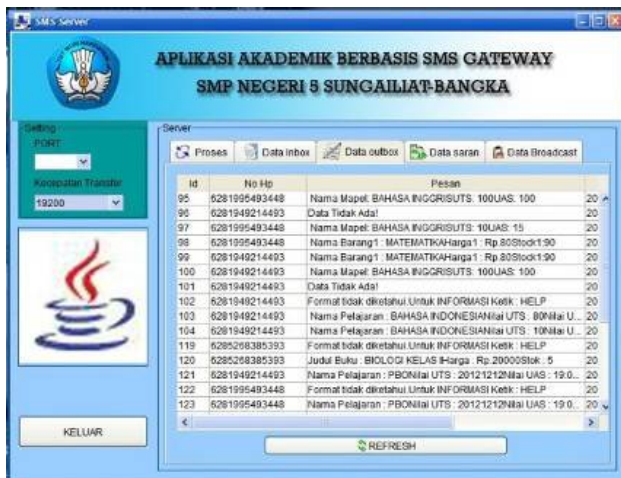 SMS Server
APLIKASI AKADEMIK BERBASIS SMS GATEWAY
SMP NEGERI 5 SUNGAILIAT-BANGKA
Setting
PORT
Kecepatan Transfer
19200
KELUAR
Server
Proses Data Inbox Data outbox Data saran Data Broadcast
Id No Hp Pesan
95 6281995493448 Nama Mapel: BAHASA INGGRISUTS: 100UAS: 100 20
96 6281949214493 Data Tidak Ada! 20
97 6281995493448 Nama Mapel: BAHASA INGGRISUTS: 10UAS: 15 20
98 6281995493448 Nama Barang1 : MATEMATIKAHarga1 : Rp.80Stock1:90 20
99 6281949214493 Nama Barang1 : MATEMATIKAHarga1 : Rp.80Stock1:90 20
100 6281949214493 Nama Mapel: BAHASA INGGRISUTS: 100UAS: 100 20
101 6281949214493 Data Tidak Ada! 20
102 6281949214493 Format tidak diketahui.Untuk INFORMASI Ketik : HELP 20
103 6281949214493 Nama Pelajaran : BAHASA INDONESIANilai UTS : 80Nilai U... 20
104 6281949214493 Nama Pelajaran : BAHASA INDONESIANilai UTS : 10Nilai U... 20
119 6285268385393 Format tidak diketahui.Untuk INFORMASI Ketik : HELP 20
120 6285268385393 Judul Buku : BIOLOGI KELAS IHarga : Rp.20000Stok : 5 20
121 6281949214493 Nama Pelajaran : PBONilai UTS : 20121212Nilai UAS : 19.0... 20
122 6281995493448 Format tidak diketahui.Untuk INFORMASI Ketik : HELP 20
123 6281995493448 Nama Pelajaran : PBONilai UTS : 20121212Nilai UAS : 19.0... 20
REFRESH